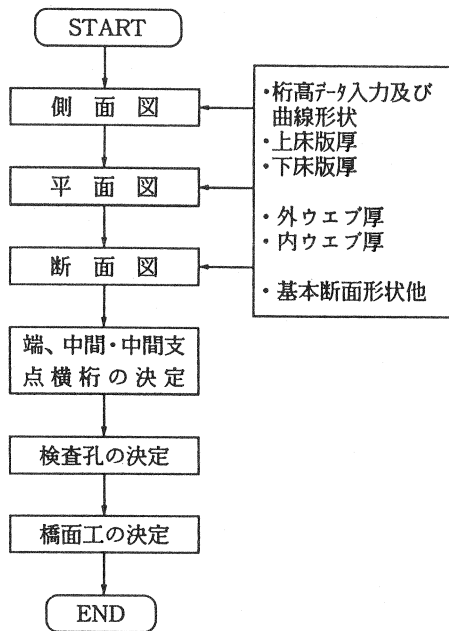 START
側面図
平面図
断面図
端、中間・中間支
点横桁の決定
検査孔の決定
橋面工の決定
END
・桁高データ入力及び
曲線形状
・上床版厚
・下床版厚
・外ウエブ厚
・内ウエブ厚
・基本断面形状他